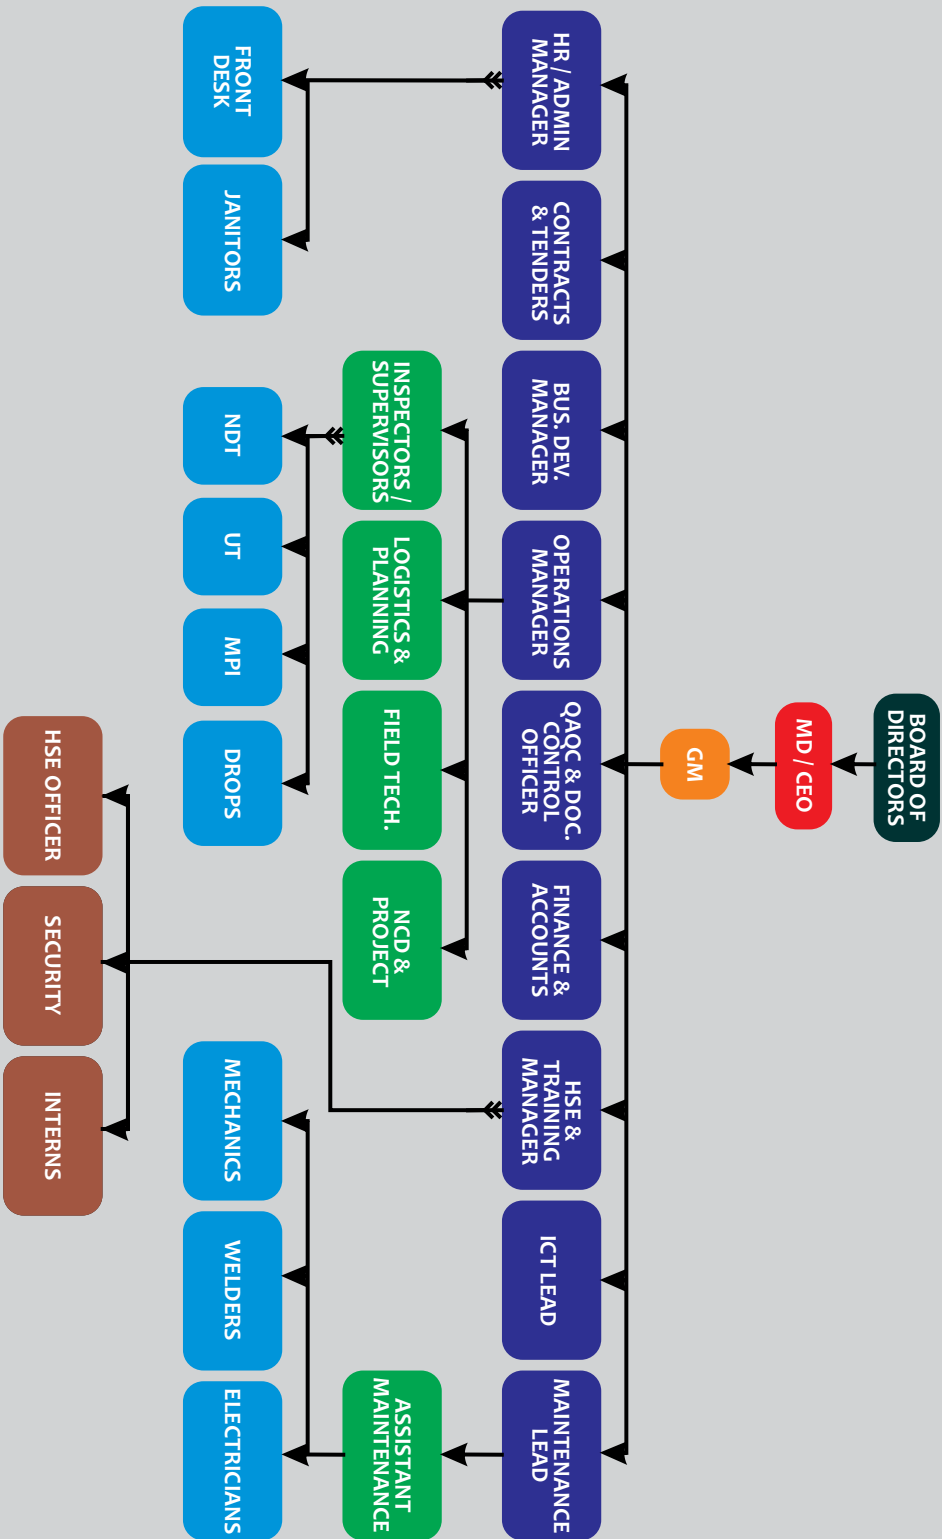 BOARD OF
DIRECTORS
MD / CEO
GM
HR / ADMIN
MANAGER
CONTRACTS
& TENDERS
BUS. DEV.
MANAGER
OPERATIONS
MANAGER
QAQC & DOC.
CONTROL
OFFICER
FINANCE &
ACCOUNTS
HSE &
TRAINING
MANAGER
ICT LEAD
MAINTENANCE
LEAD
INSPECTORS /
SUPERVISORS
LOGISTICS &
PLANNING
FIELD TECH.
NCD &
PROJECT
ASSISTANT
MAINTENANCE
FRONT
DESK
JANITORS
NDT
UT
MPI
DROPS
MECHANICS
WELDERS
ELECTRICIANS
HSE OFFICER
SECURITY
INTERNS